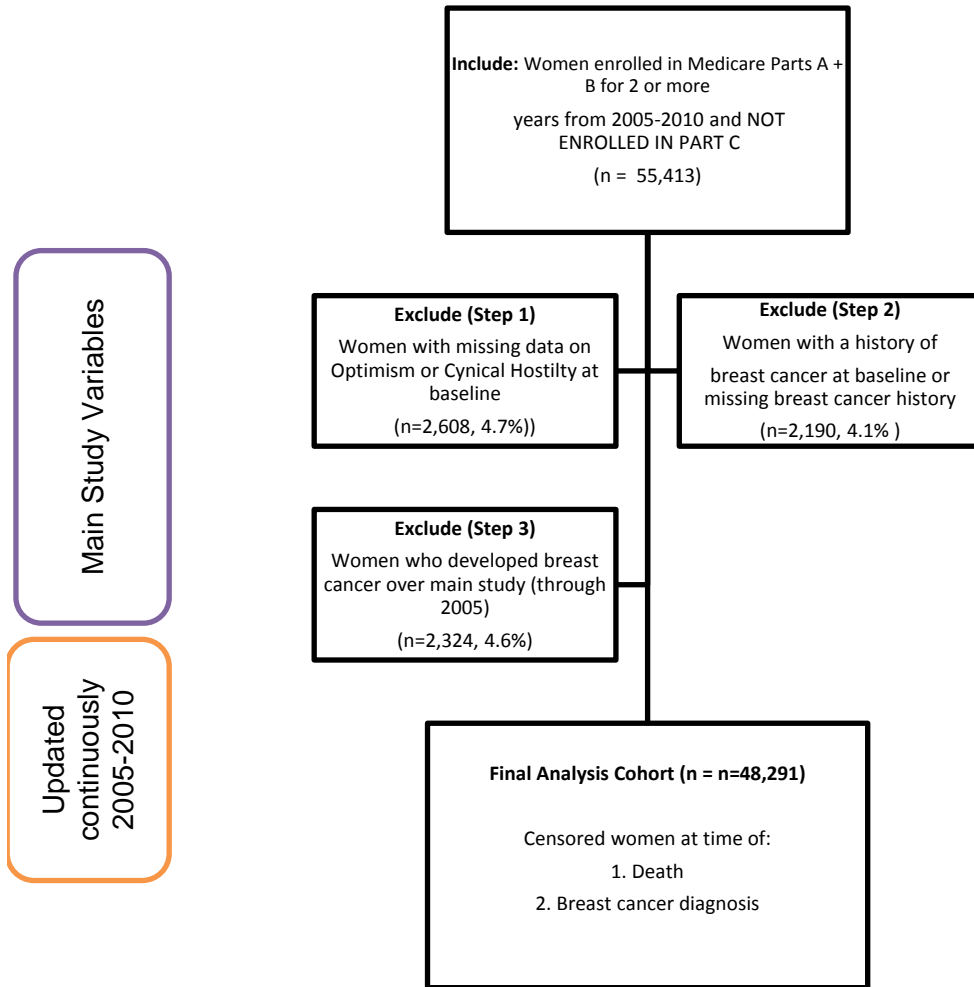 Include: Women enrolled in Medicare Parts A +
B for 2 or more
years from 2005-2010 and NOT
ENROLLED IN PART C
(n = 55,413)
Main Study Variables
Exclude (Step 1)
Women with missing data on
Optimism or Cynical Hostilty at
baseline
(n=2,608, 4.7%))
Exclude (Step 2)
Women with a history of
breast cancer at baseline or
missing breast cancer history
(n=2,190, 4.1% )
Exclude (Step 3)
Women who developed breast
cancer over main study (through
2005)
(n=2,324, 4.6%)
Updated
continuously
2005-2010
Final Analysis Cohort (n = n=48,291)
Censored women at time of:
1. Death
2. Breast cancer diagnosis